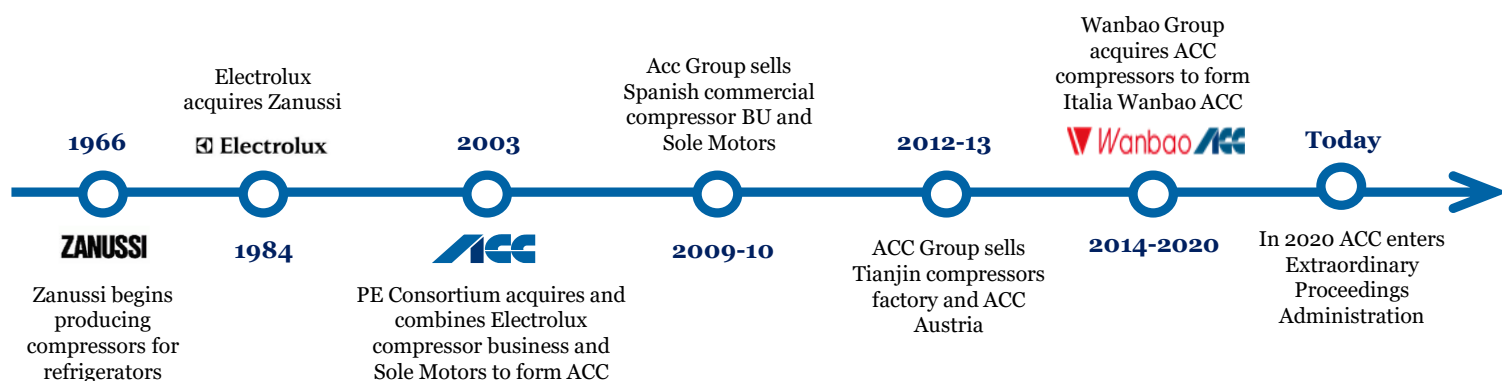 1966
ZANUSSI
Zanussi begins
producing
compressors for
refrigerators
Electrolux
acquires Zanussi
Electrolux
1984
2003
ACC
PE Consortium acquires and
combines Electrolux
compressor business and
Sole Motors to form ACC
Acc Group sells
Spanish commercial
compressor BU and
Sole Motors
2009-10
2012-13
ACC Group sells
Tianjin compressors
factory and ACC
Austria
Wanbao Group
acquires ACC
compressors to form
Italia Wanbao ACC
Wanbao ACC
2014-2020
Today
In 2020 ACC enters
Extraordinary
Proceedings
Administration